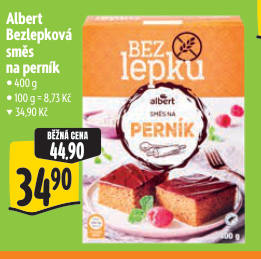 Albert
Bezlepková
směs
na perník
• 400 g
• 100 g = 8,73 Kč
▼ 34,90 Kč
BĚŽNÁ CENA
44,90
34 90
BEZ
lepku
albert
SMĚS NA
PERNÍK
400 g